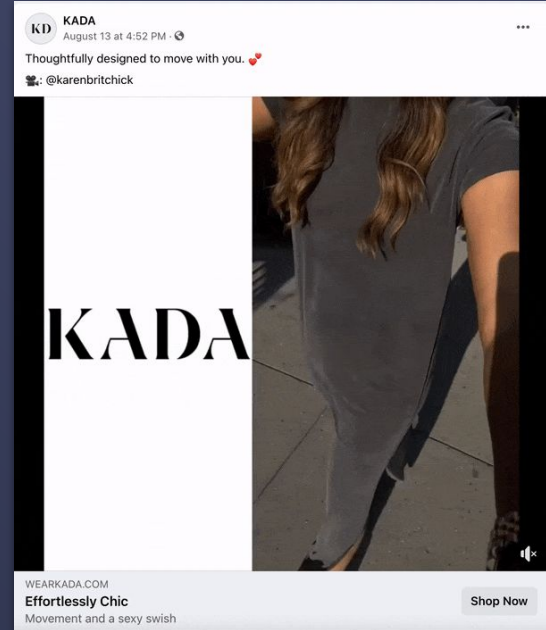 KD
KADA
August 13 at 4:52 PM ·
Thoughtfully designed to move with you. 💕
🎥: @karenbritchick
KADA
WEARKADA.COM
Effortlessly Chic
Movement and a sexy swish
Shop Now